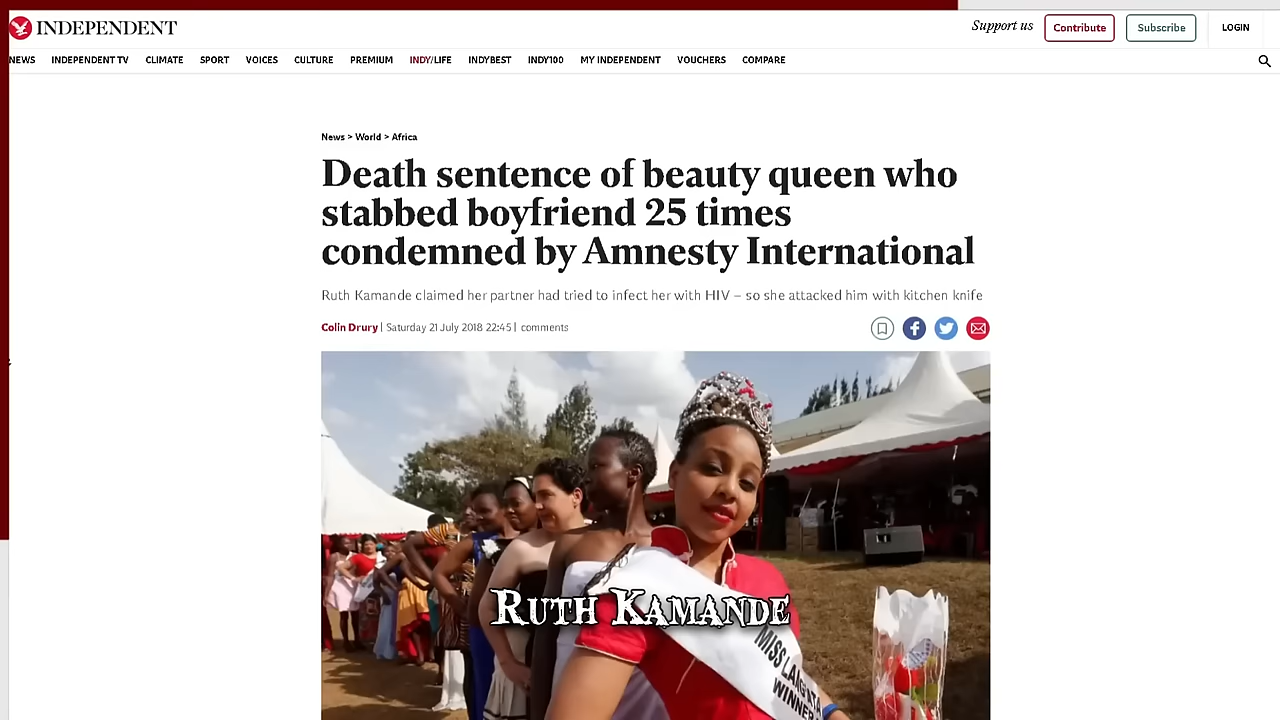 INDEPENDENT
Support us
Contribute
Subscribe
LOGIN
NEWS INDEPENDENT TV CLIMATE SPORT VOICES CULTURE PREMIUM INDY/LIFE INDYBEST INDY100 MY INDEPENDENT VOUCHERS COMPARE
News > World > Africa
Death sentence of beauty queen who
stabbed boyfriend 25 times
condemned by Amnesty International
Ruth Kamande claimed her partner had tried to infect her with HIV – so she attacked him with kitchen knife
Colin Drury | Saturday 21 July 2018 22:45 | comments
RUTH KAMANDE
MISS LANGATA
WINNER